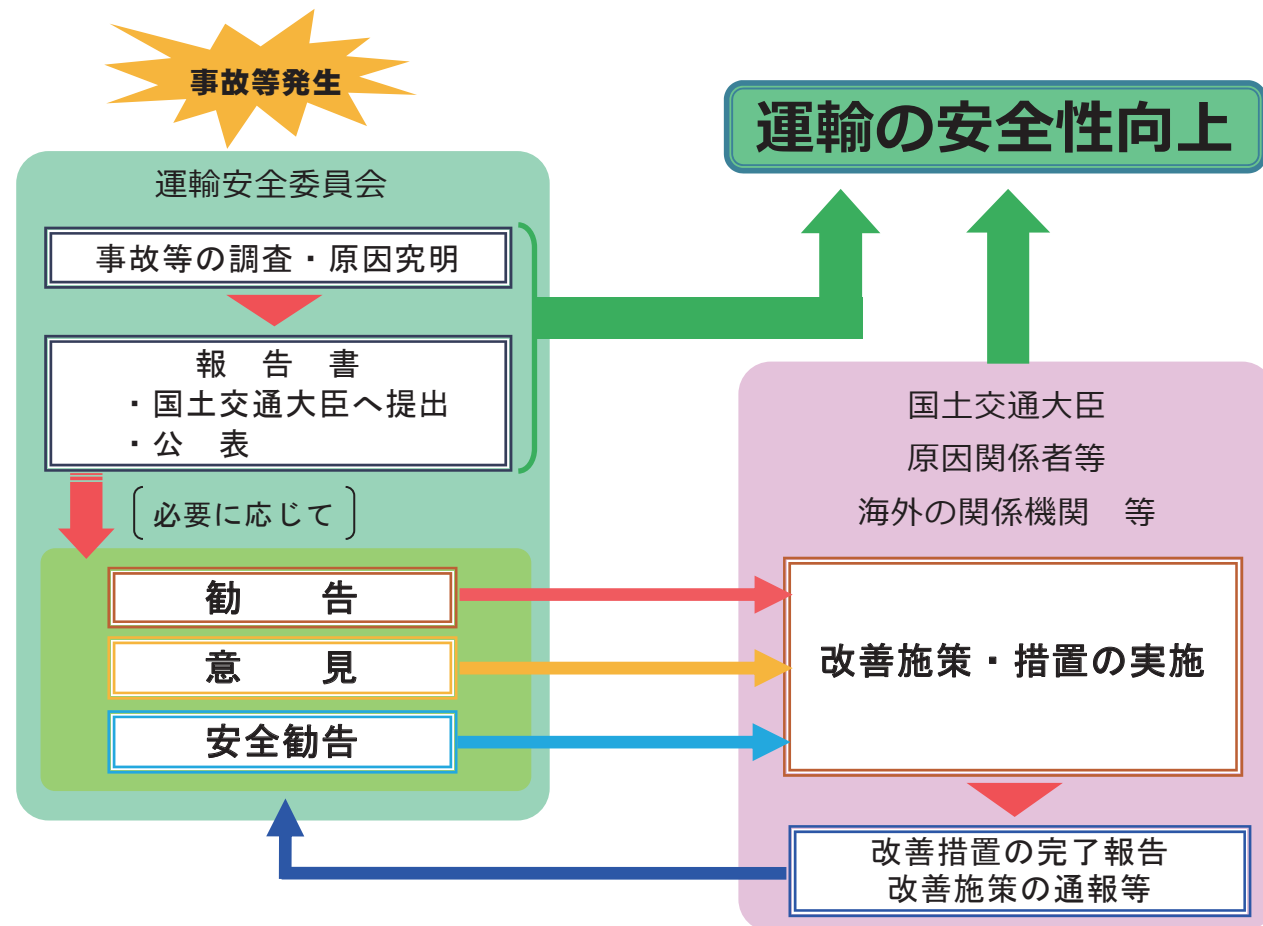 事故等発生
運輸の安全性向上
運輸安全委員会
事故等の調査・原因究明
報　告　書
・国土交通大臣へ提出
・公　表
必要に応じて
勧　　告
意　　見
安全勧告
国土交通大臣
原因関係者等
海外の関係機関　等
改善施策・措置の実施
改善措置の完了報告
改善施策の通報等